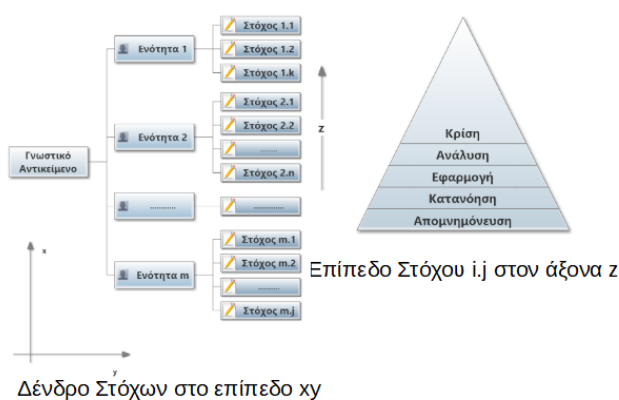 Στόχος 1.1
Ενότητα 1
Στόχος 1.2
Στόχος 1.k
Στόχος 2.1
Ενότητα 2
Στόχος 2.2
........
Στόχος 2.n
Γνωστικό
Αντικείμενο
...........
............
Στόχος m.1
Στόχος m.2
Ενότητα m
.........
Στόχος m.j
z
x
y
Δένδρο Στόχων στο επίπεδο xy
Κρίση
Ανάλυση
Εφαρμογή
Κατανόηση
Απομνημόνευση
Επίπεδο Στόχου i.j στον άξονα z